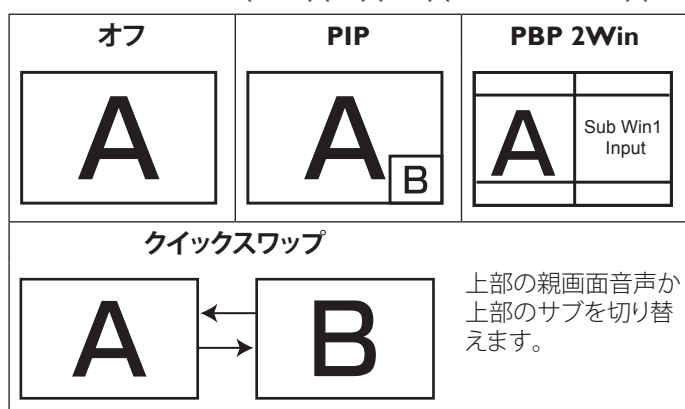 オフ PIP PBP 2Win
A A B A Sub Win1
Input
クイックスワップ
A B 上部の親画面音声か
上部のサブを切り替
えます。